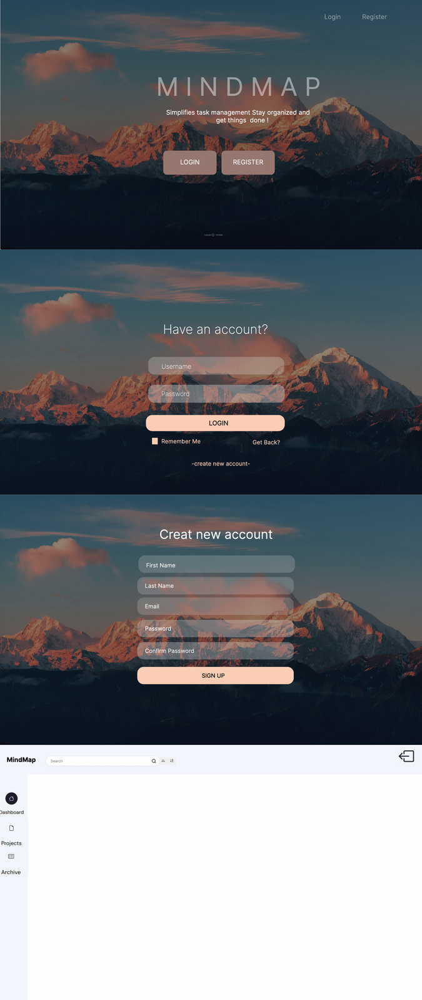 Login Register
MINDMAP
Simplifies task management Stay organized and
get things done !
LOGIN REGISTER
copyright © mindmap
Have an account?
Username
Password
LOGIN
Remember Me Get Back?
-create new account-
Creat new account
First Name
Last Name
Email
Password
Confirm Password
SIGN UP
MindMap Search
Dashboard
Projects
Archive